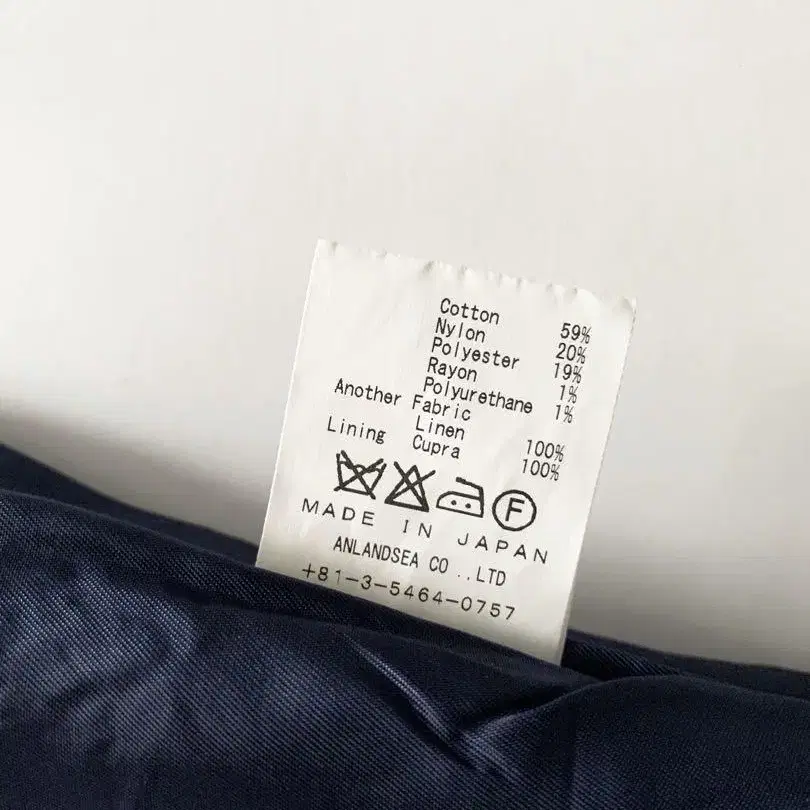 Cotton 59%
Nylon 20%
Polyester 19%
Rayon 1%
Polyurethane 1%
Another Fabric
Linen 100%
Lining Cupra 100%
F
MADE IN JAPAN
ANLANDSEA CO .,LTD
+81-3-5464-0757